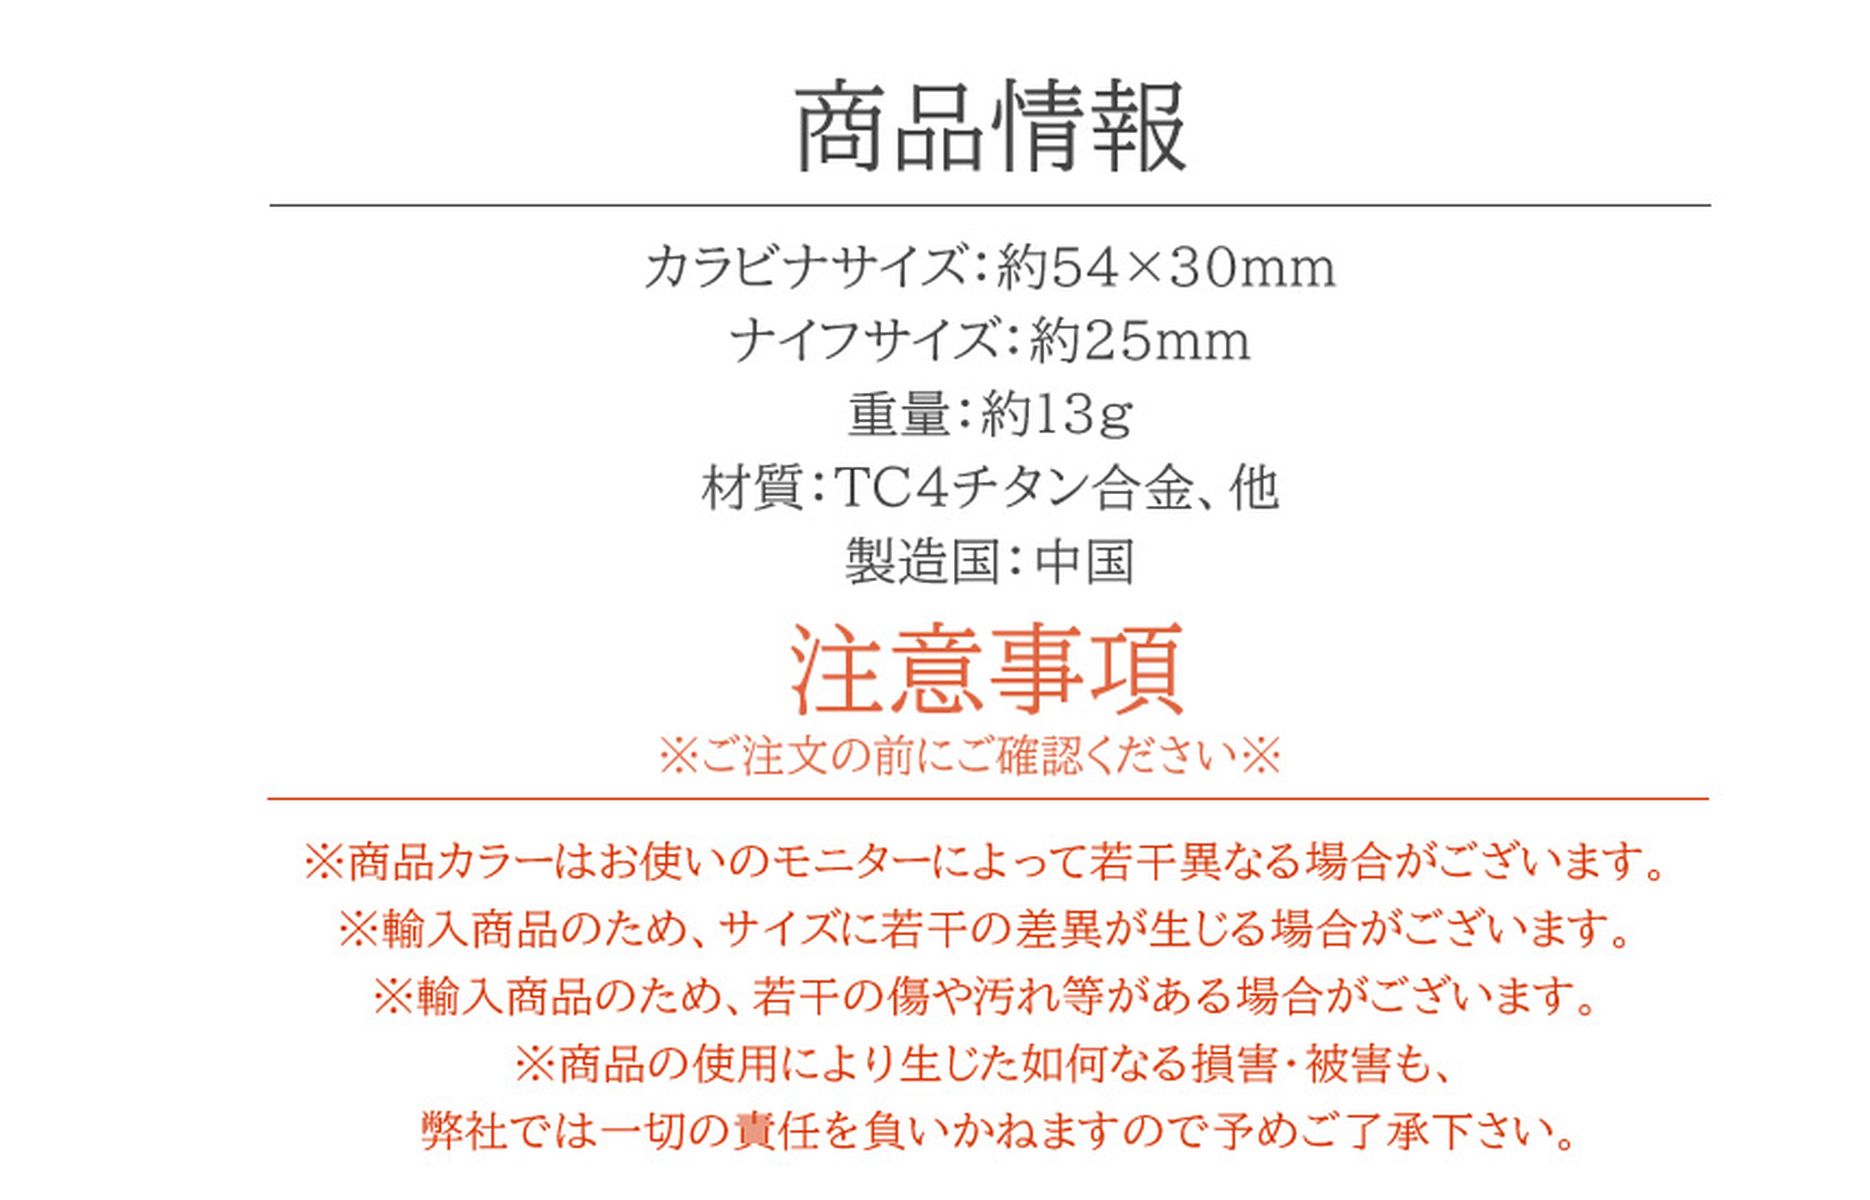 商品情報
カラビナサイズ：約54×30mm
ナイフサイズ：約25mm
重量：約13g
材質：TC4チタン合金、他
製造国：中国
注意事項
※ご注文の前にご確認ください※
※商品カラーはお使いのモニターによって若干異なる場合がございます。
※輸入商品のため、サイズに若干の差異が生じる場合がございます。
※輸入商品のため、若干の傷や汚れ等がある場合がございます。
※商品の使用により生じた如何なる損害・被害も、
弊社では一切の責任を負いかねますので予めご了承下さい。